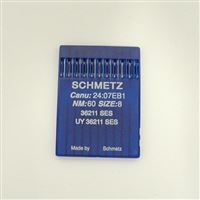 SCHMETZ
Canu: 24:07EB1
NM:60 SIZE:8
36211 SES
UY 36211 SES
Made by Schmetz